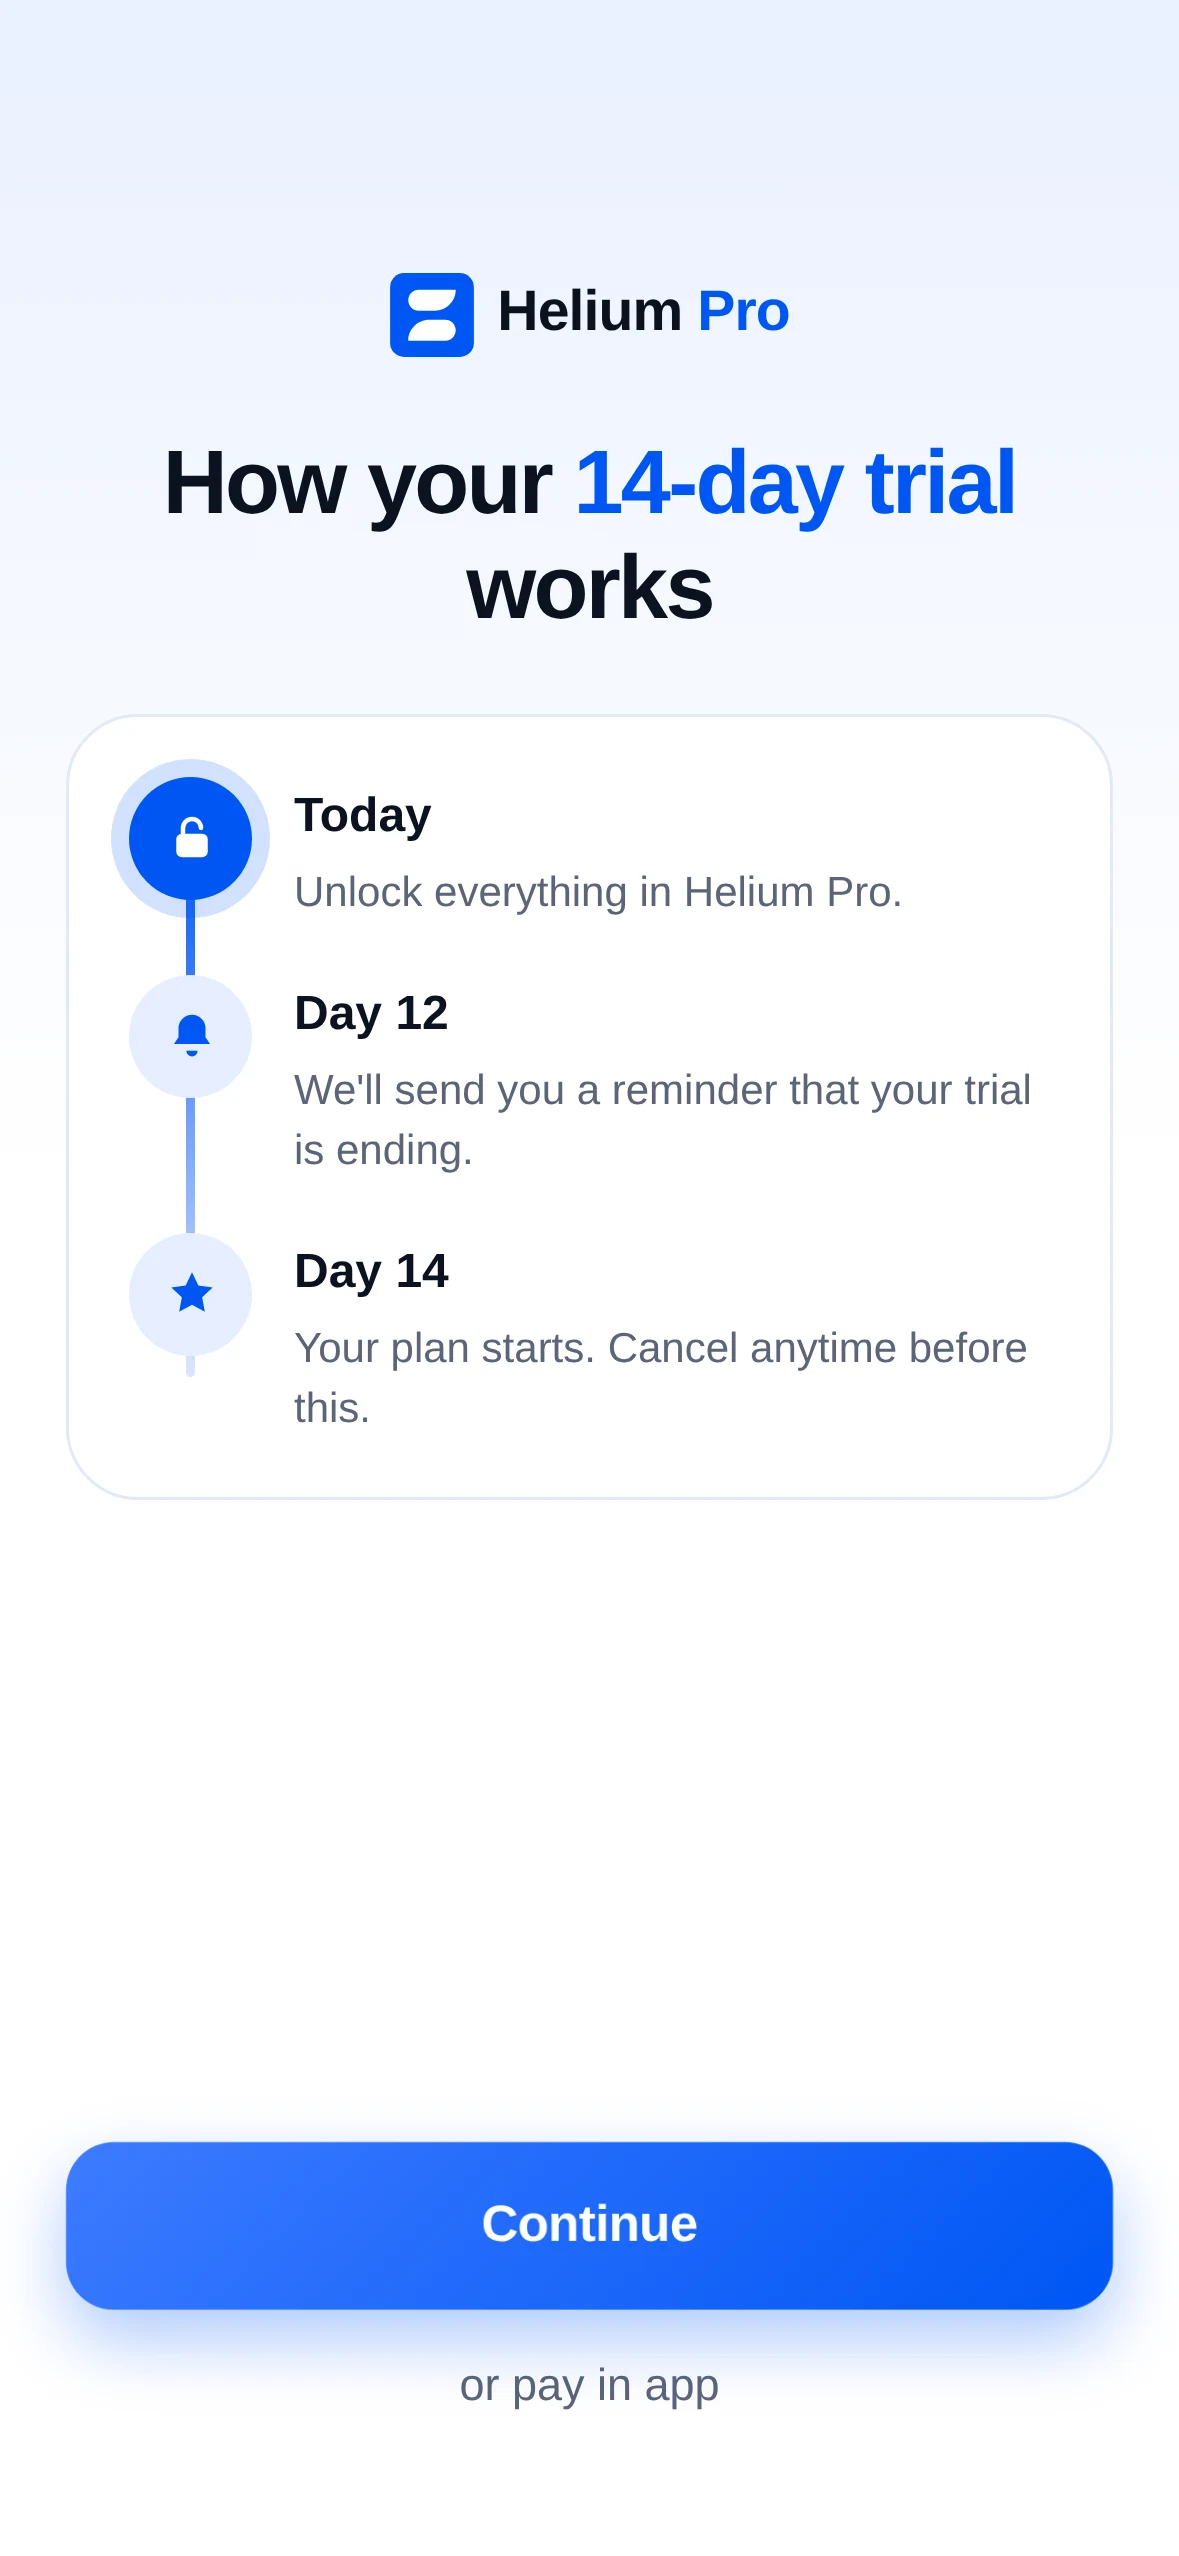 Helium Pro
How your 14-day trial
works
Today
Unlock everything in Helium Pro.
Day 12
We'll send you a reminder that your trial
is ending.
Day 14
Your plan starts. Cancel anytime before
this.
Continue
or pay in app